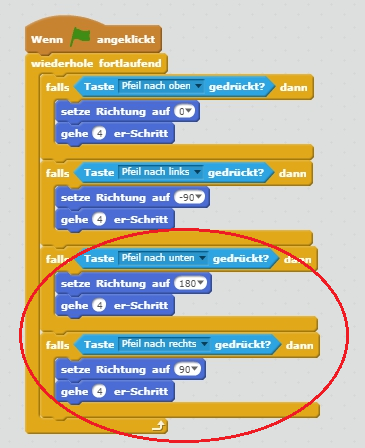 Wenn angeklickt
wiederhole fortlaufend
falls Taste Pfeil nach oben gedrückt? dann
setze Richtung auf 0
gehe 4 er-Schritt
falls Taste Pfeil nach links gedrückt? dann
setze Richtung auf -90
gehe 4 er-Schritt
falls Taste Pfeil nach unten gedrückt? dann
setze Richtung auf 180
gehe 4 er-Schritt
falls Taste Pfeil nach rechts gedrückt? dann
setze Richtung auf 90
gehe 4 er-Schritt